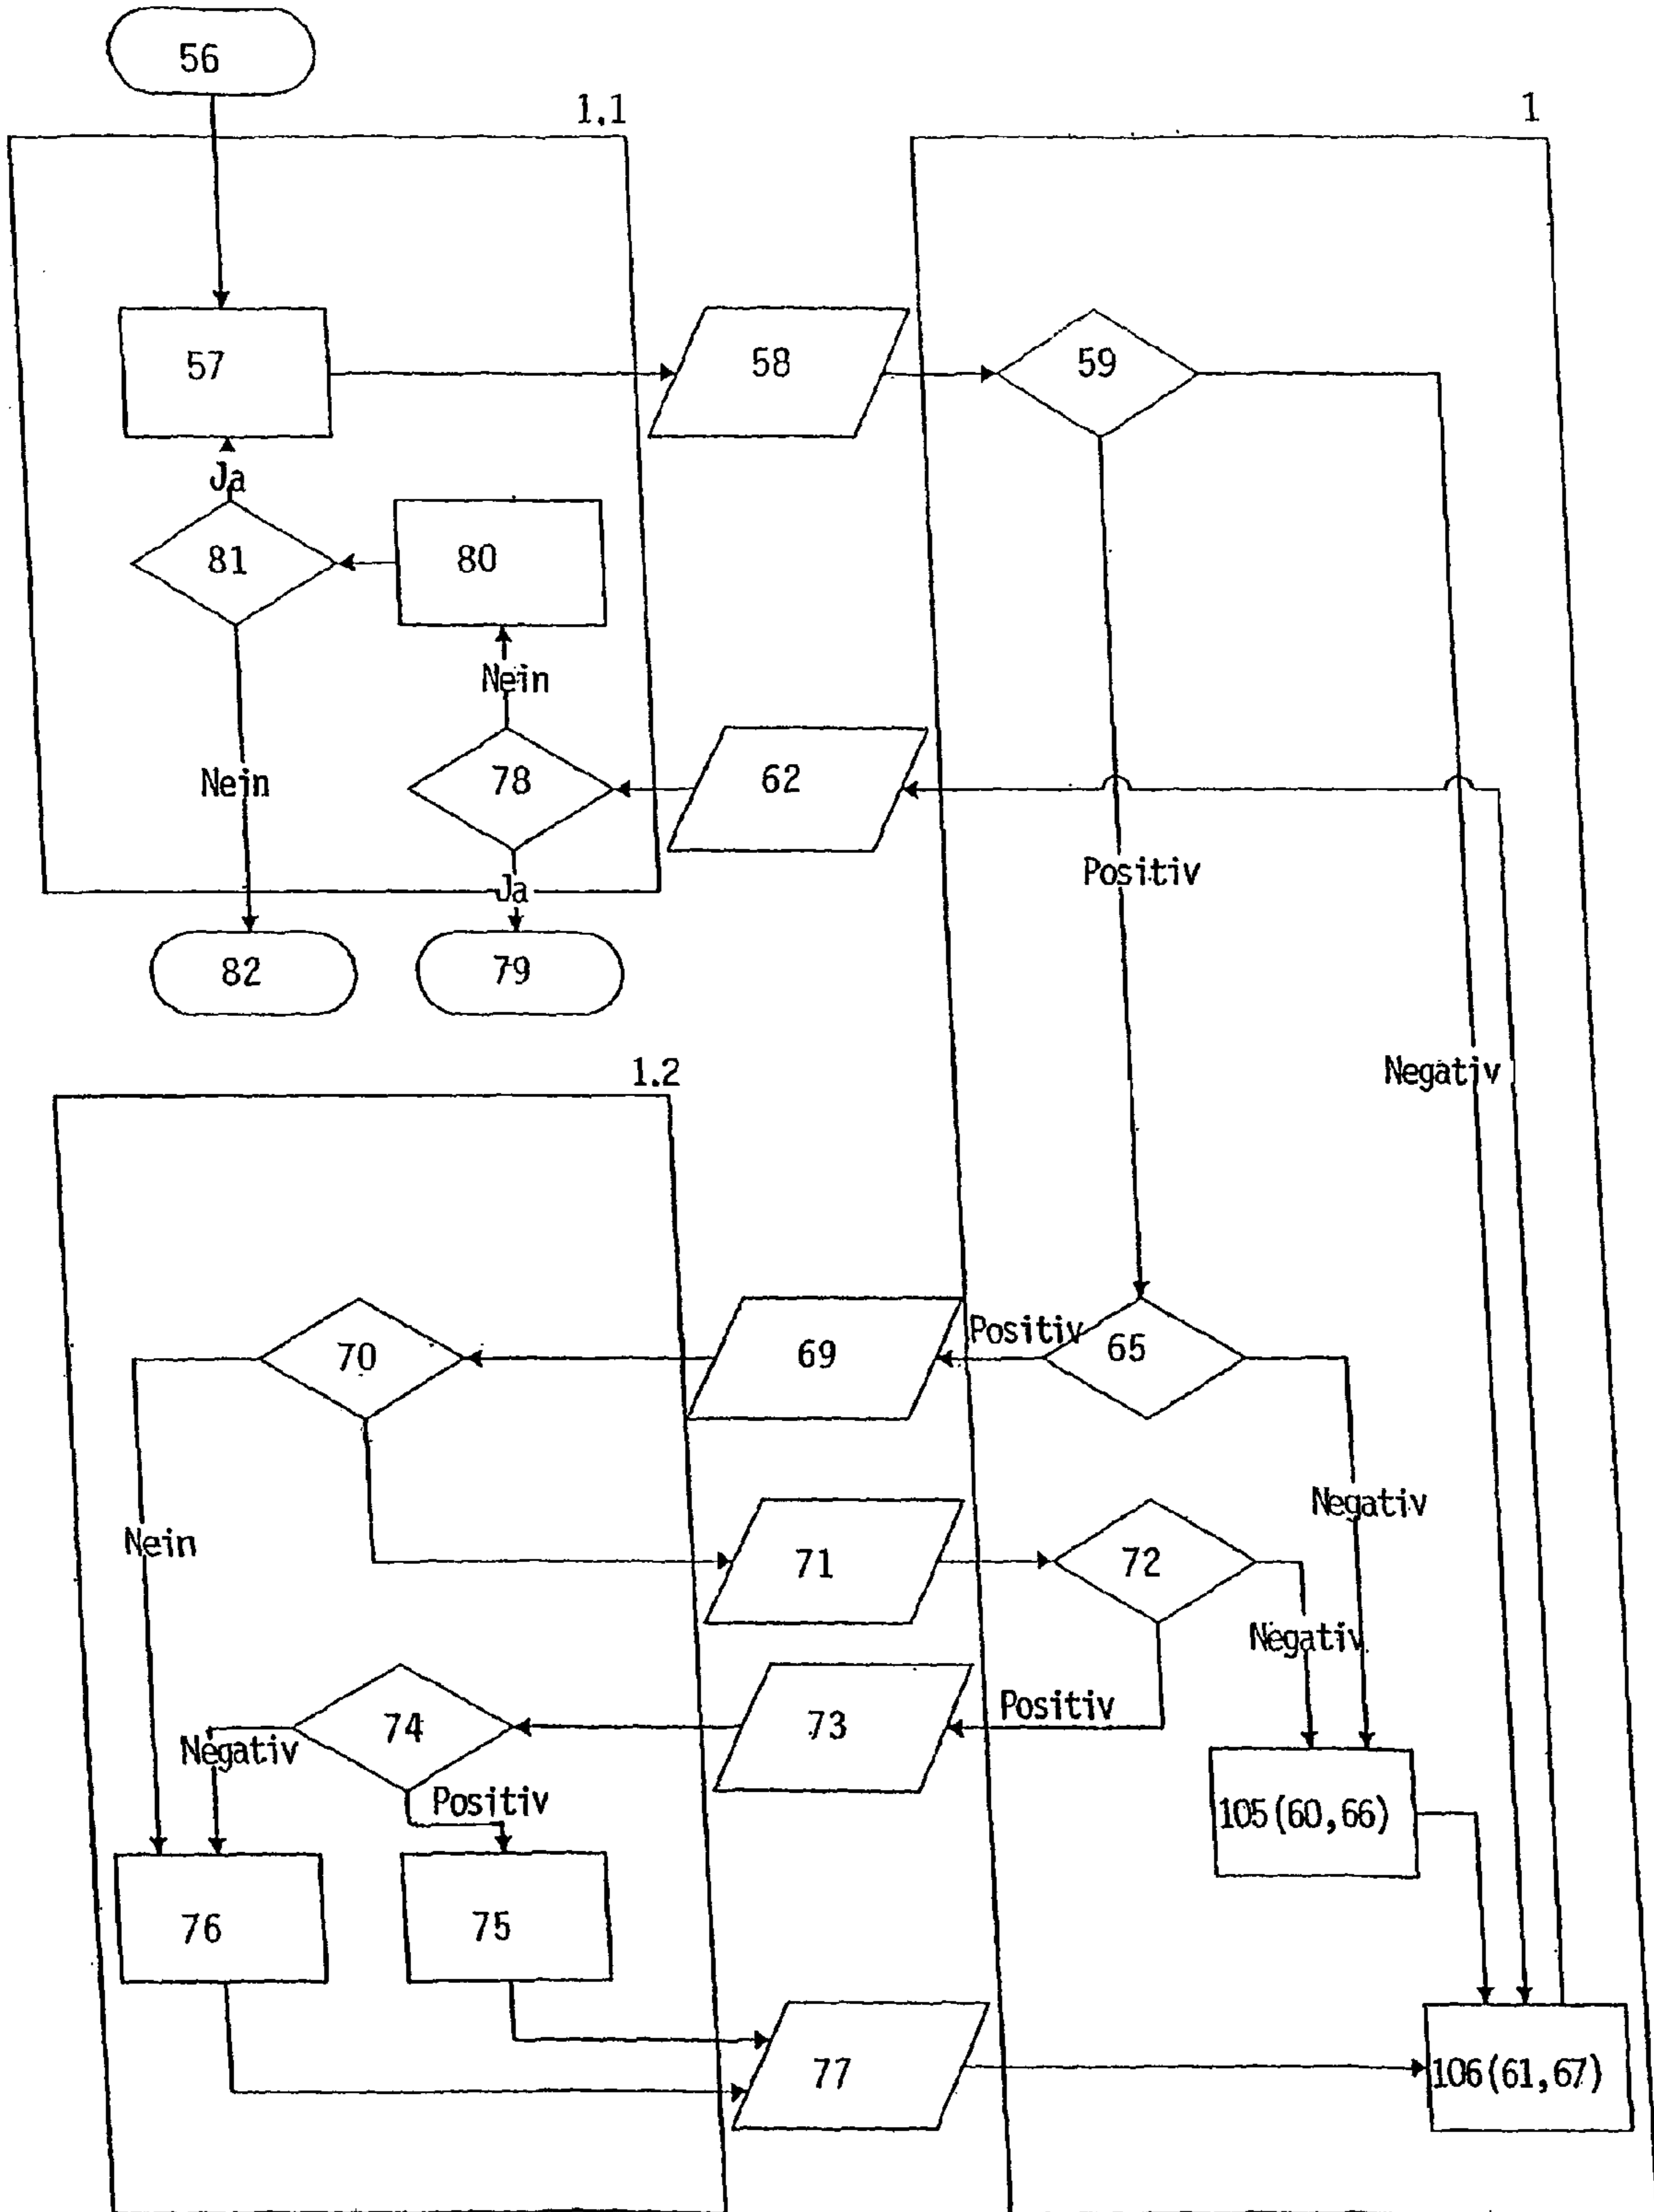 56
1.1
1
57
58
59
Ja
81
80
Nein
Nein
78
62
Positiv
Ja
82
79
1.2
Negativ
70
69
Positiv
65
Nein
71
72
Negativ
Negativ
74
73
Positiv
Negativ
Positiv
105(60,66)
76
75
77
106(61,67)